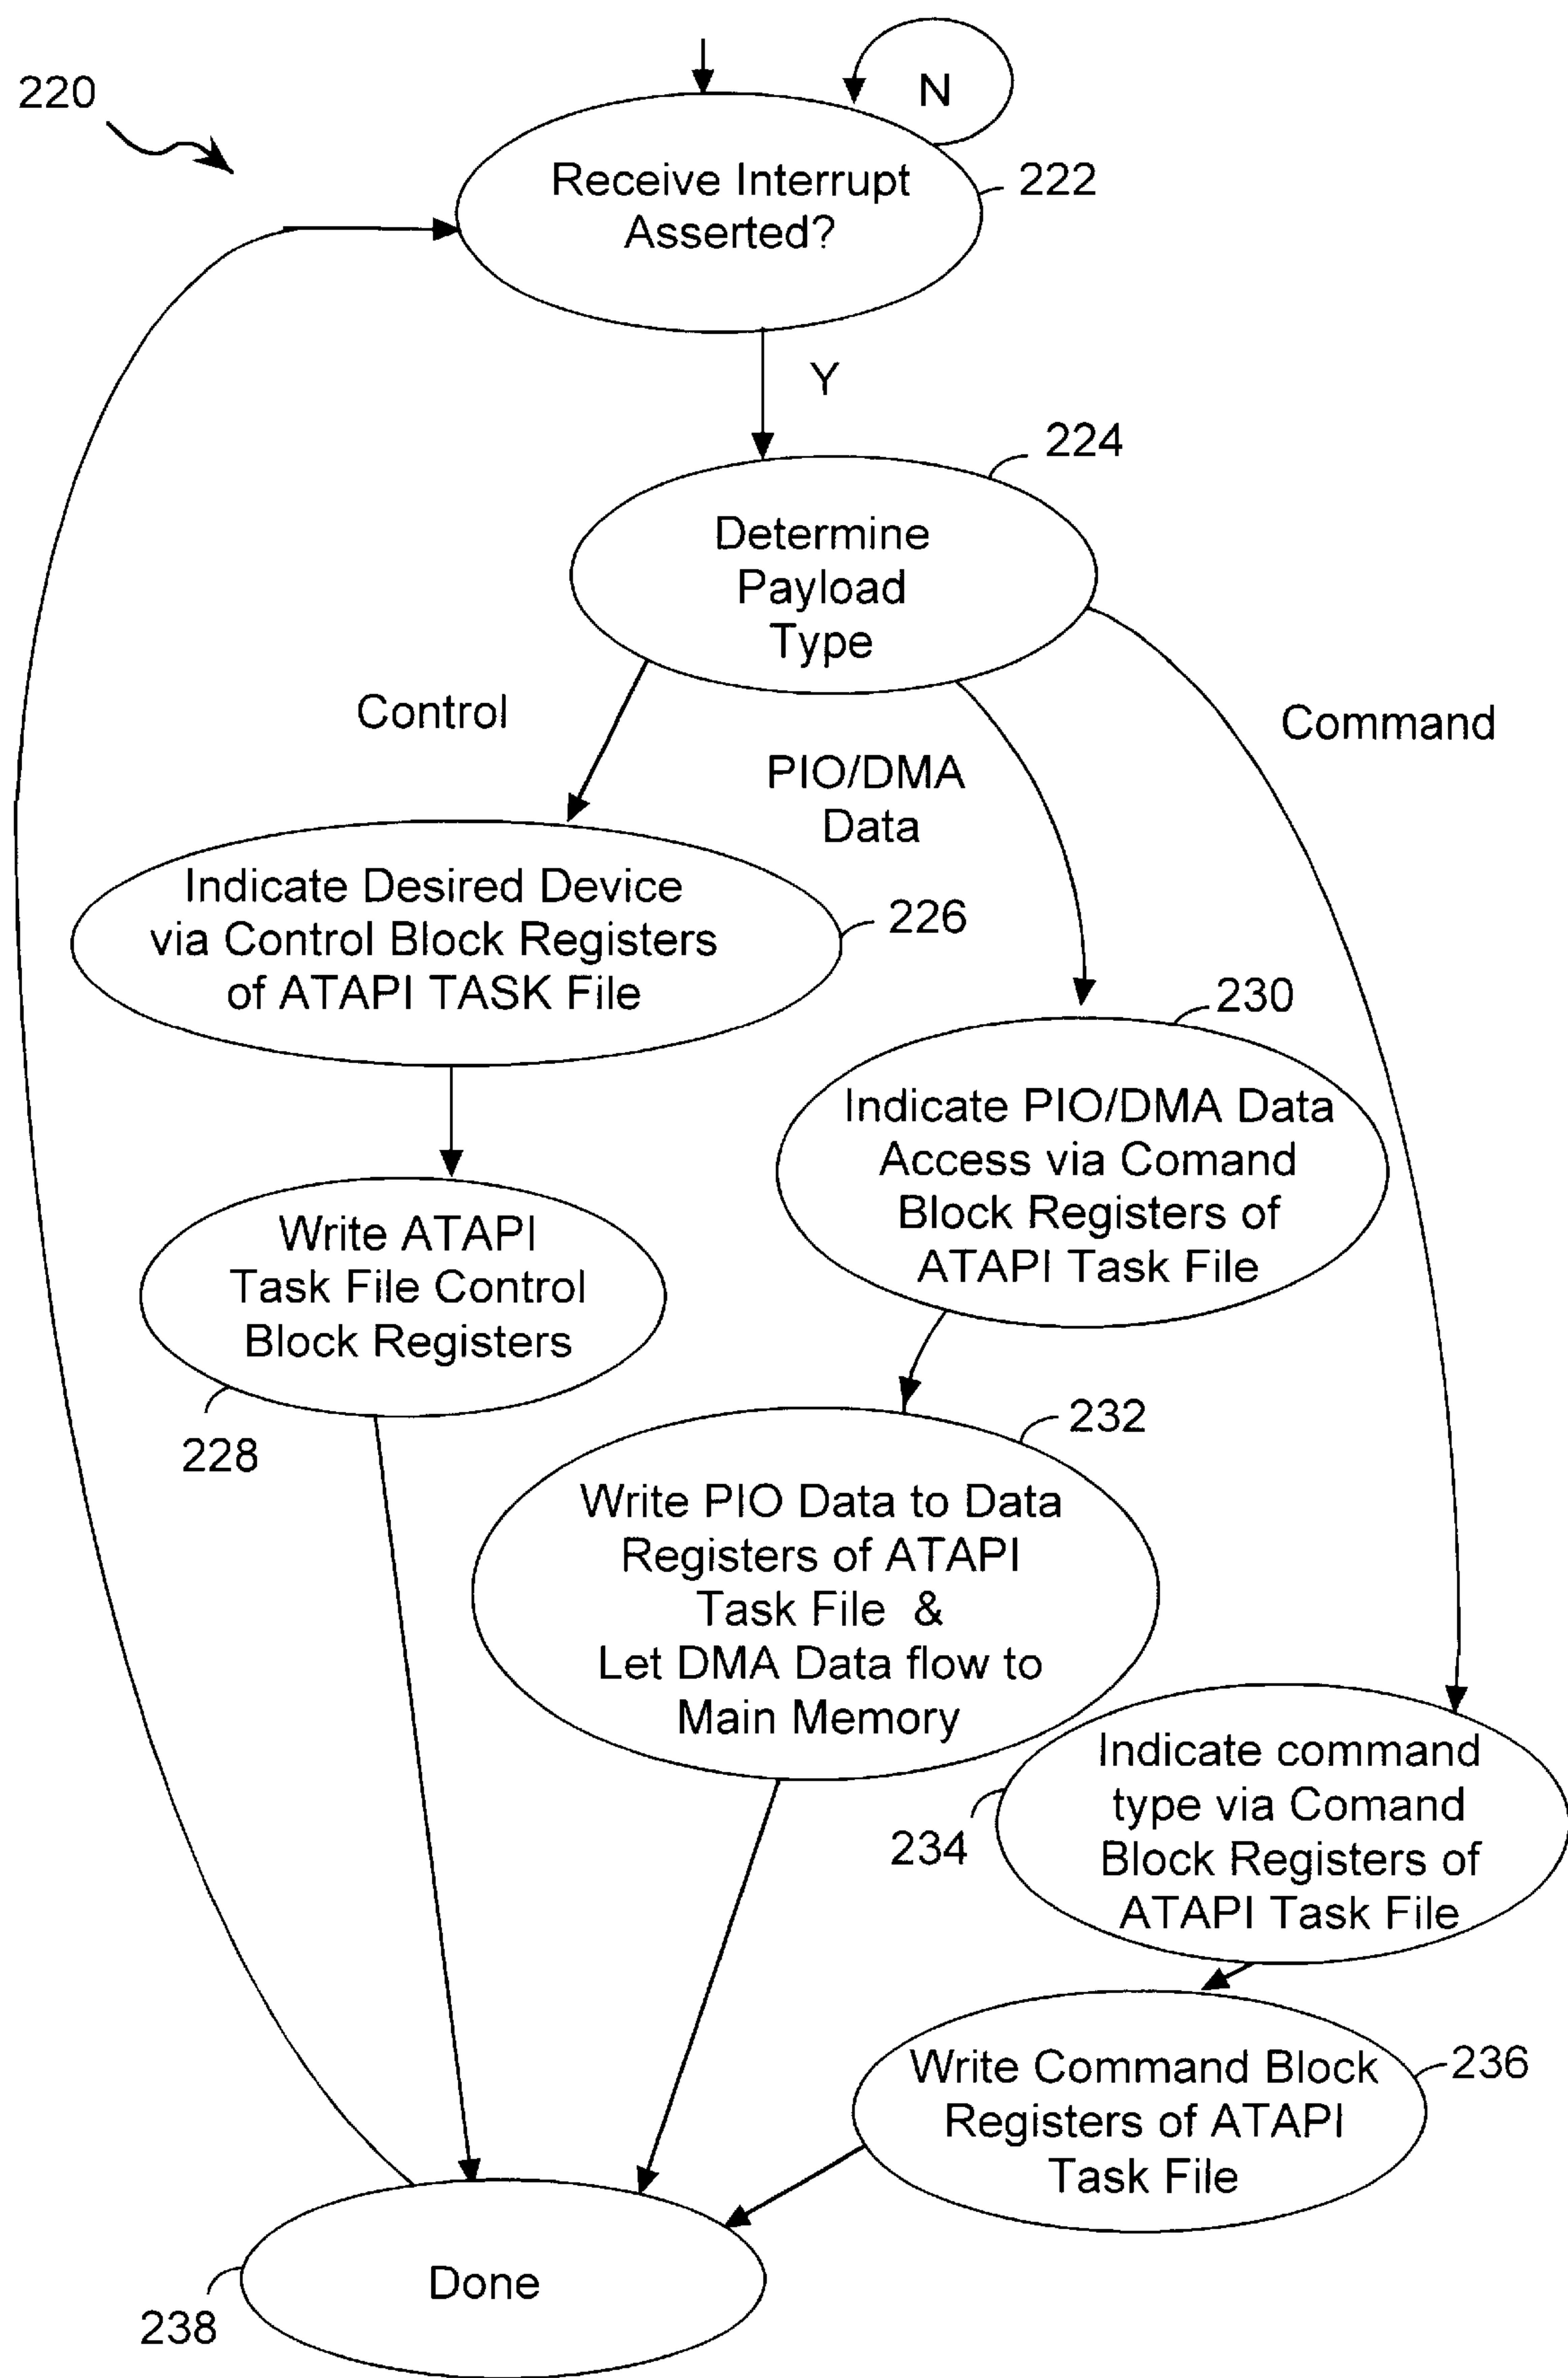 220
N
Receive Interrupt
Asserted?
222
Y
224
Determine
Payload
Type
Control
PIO/DMA
Data
Command
Indicate Desired Device
via Control Block Registers
of ATAPI TASK File
226
230
Indicate PIO/DMA Data
Access via Comand
Block Registers of
ATAPI Task File
Write ATAPI
Task File Control
Block Registers
228
232
Write PIO Data to Data
Registers of ATAPI
Task File &
Let DMA Data flow to
Main Memory
Indicate command
type via Comand
Block Registers of
ATAPI Task File
234
Write Command Block
Registers of ATAPI
Task File
236
Done
238